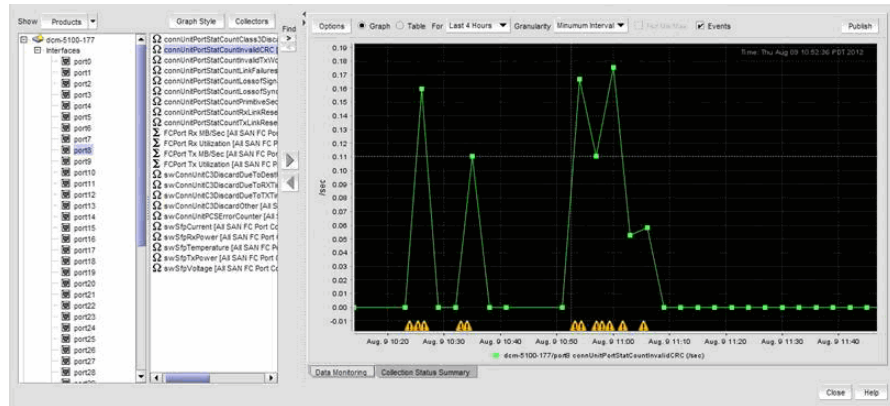 Show Products
dcm-5100-177
Interfaces
port0
port1
port2
port3
port4
port5
port6
port7
port8
port9
port10
port11
port12
port13
port14
port15
port16
port17
port18
port19
port20
port21
port22
port23
port24
port25
port26
port27
port28
Graph Style Collectors
Find
connUnitPortStatCountClass3Disca
connUnitPortStatCountInvalidCRC [
connUnitPortStatCountInvalidTxWo
connUnitPortStatCountLinkFailures
connUnitPortStatCountLossofSign
connUnitPortStatCountLossofSync
connUnitPortStatCountPrimitiveSec
connUnitPortStatCountRxLinkRese
connUnitPortStatCountTxLinkRese
FCPort Rx MB/Sec [All SAN FC Por
FCPort Rx Utilization [All SAN FC P
FCPort Tx MB/Sec [All SAN FC Por
FCPort Tx Utilization [All SAN FC P
swConnUnitC3DiscardDueToDesti
swConnUnitC3DiscardDueToRXTi
swConnUnitC3DiscardDueToTXTi
swConnUnitC3DiscardOther [All S
swConnUnitPCSErrorCounter [All S
swSfpCurrent [All SAN FC Port Co
swSfpRxPower [All SAN FC Port C
swSfpTemperature [All SAN FC P
swSfpTxPower [All SAN FC Port C
swSfpVoltage [All SAN FC Port Co
Options Graph Table For Last 4 Hours Granularity Minumum Interval Events Publish
Time: Thu Aug 09 10:52:36 PDT 2012
0.19
0.18
0.17
0.16
0.15
0.14
0.13
0.12
0.11
0.10
0.09
0.08
0.07
0.06
0.05
0.04
0.03
0.02
0.01
0.00
-0.01
/sec
Aug. 9 10:20 Aug. 9 10:30 Aug. 9 10:40 Aug. 9 10:50 Aug. 9 11:00 Aug. 9 11:10 Aug. 9 11:20 Aug. 9 11:30 Aug. 9 11:40
dcm-5100-177/port8 connUnitPortStatCountInvalidCRC (/sec)
Data Monitoring Collection Status Summary
Close Help